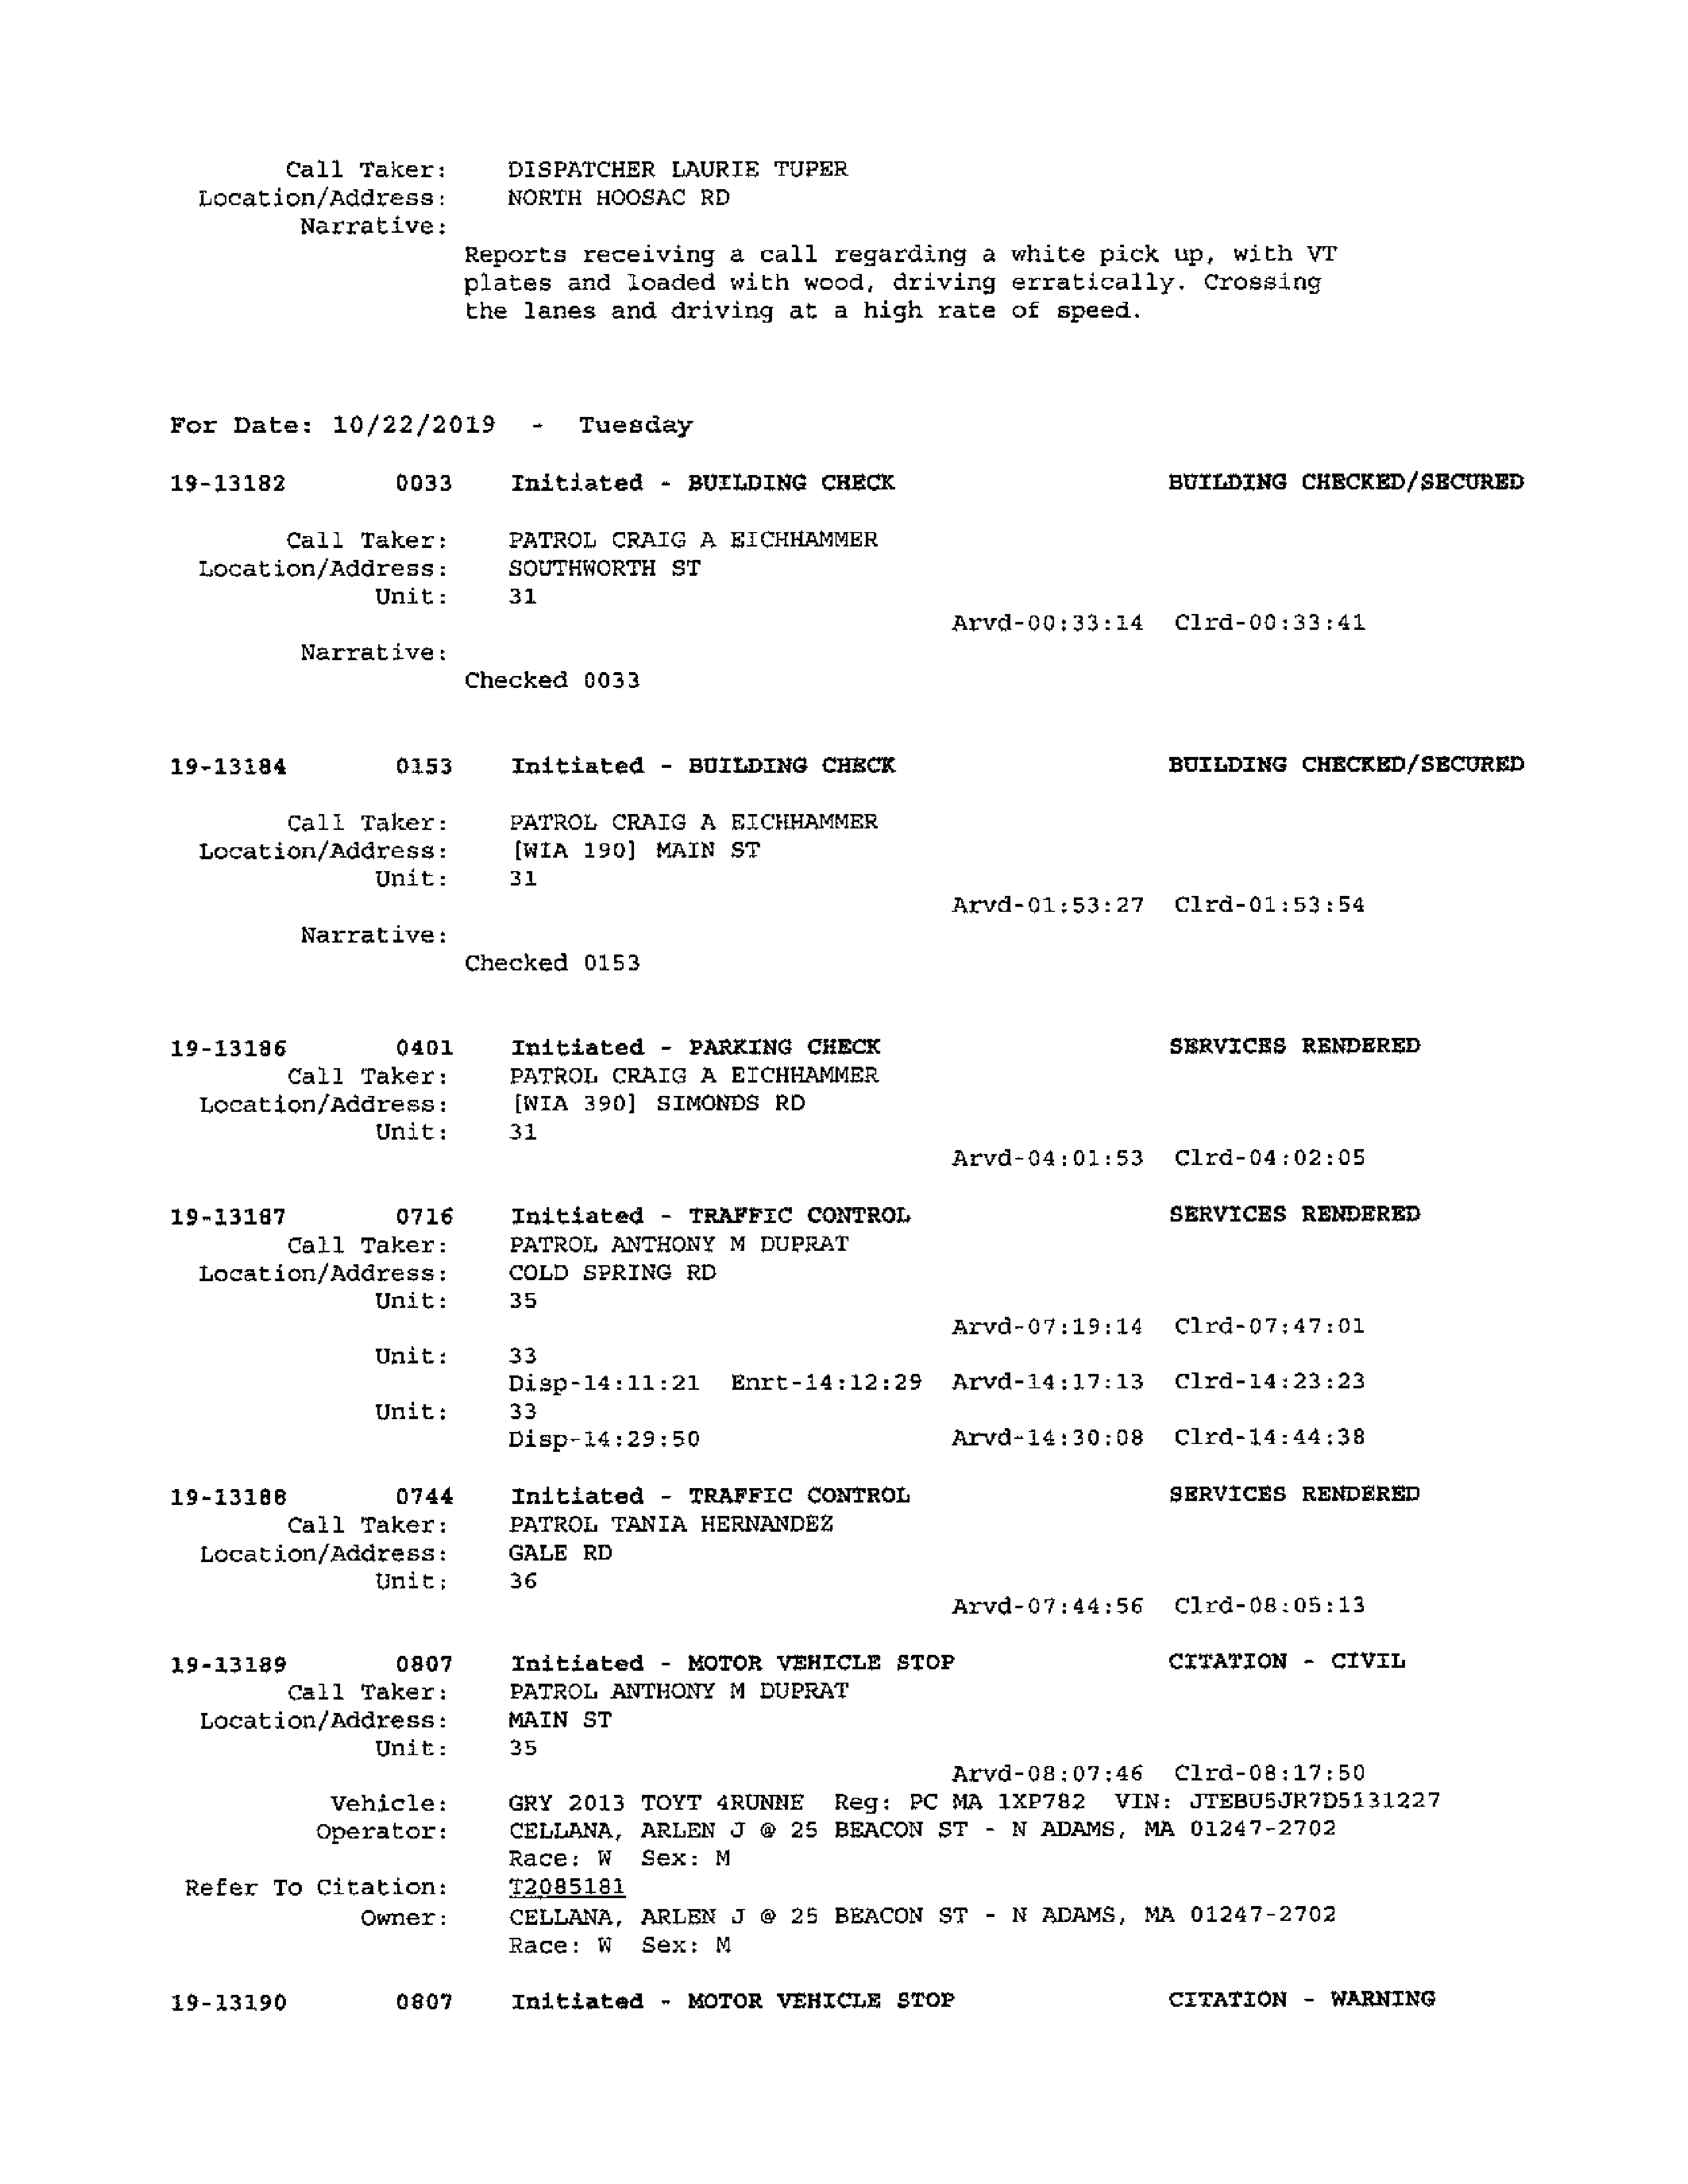 Call Taker: DISPATCHER LAURIE TUPER
Location/Address: NORTH HOOSAC RD
Narrative:
Reports receiving a call regarding a white pick up, with VT
plates and loaded with wood, driving erratically. Crossing
the lanes and driving at a high rate of speed.
For Date: 10/22/2019 - Tuesday
19-13182 0033 Initiated - BUILDING CHECK BUILDING CHECKED/SECURED
Call Taker: PATROL CRAIG A EICHHAMMER
Location/Address: SOUTHWORTH ST
Unit: 31
Arvd-00:33:14 Clrd-00:33:41
Narrative:
Checked 0033
19-13184 0153 Initiated - BUILDING CHECK BUILDING CHECKED/SECURED
Call Taker: PATROL CRAIG A EICHHAMMER
Location/Address: [WIA 190] MAIN ST
Unit: 31
Arvd-01:53:27 Clrd-01:53:54
Narrative:
Checked 0153
19-13186 0401 Initiated - PARKING CHECK SERVICES RENDERED
Call Taker: PATROL CRAIG A EICHHAMMER
Location/Address: [WIA 390] SIMONDS RD
Unit: 31
Arvd-04:01:53 Clrd-04:02:05
19-13187 0716 Initiated - TRAFFIC CONTROL SERVICES RENDERED
Call Taker: PATROL ANTHONY M DUPRAT
Location/Address: COLD SPRING RD
Unit: 35
Arvd-07:19:14 Clrd-07:47:01
Unit: 33
Disp-14:11:21 Enrt-14:12:29 Arvd-14:17:13 Clrd-14:23:23
Unit: 33
Disp-14:29:50 Arvd-14:30:08 Clrd-14:44:38
19-13188 0744 Initiated - TRAFFIC CONTROL SERVICES RENDERED
Call Taker: PATROL TANIA HERNANDEZ
Location/Address: GALE RD
Unit: 36
Arvd-07:44:56 Clrd-08:05:13
19-13189 0807 Initiated - MOTOR VEHICLE STOP CITATION - CIVIL
Call Taker: PATROL ANTHONY M DUPRAT
Location/Address: MAIN ST
Unit: 35
Arvd-08:07:46 Clrd-08:17:50
Vehicle: GRY 2013 TOYT 4RUNNE Reg: PC MA 1XP782 VIN: JTEBU5JR7D5131227
Operator: CELLANA, ARLEN J @ 25 BEACON ST - N ADAMS, MA 01247-2702
Race: W Sex: M
Refer To Citation: T2085181
Owner: CELLANA, ARLEN J @ 25 BEACON ST - N ADAMS, MA 01247-2702
Race: W Sex: M
19-13190 0807 Initiated - MOTOR VEHICLE STOP CITATION - WARNING